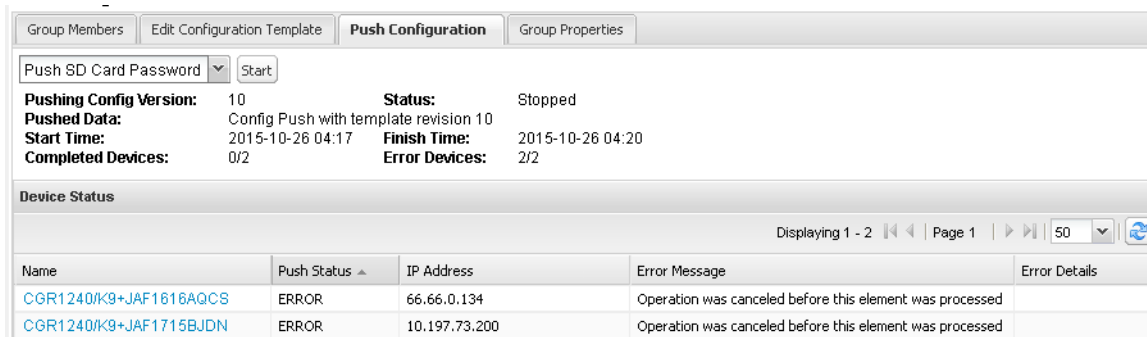 Group Members Edit Configuration Template Push Configuration Group Properties
Push SD Card Password Start
Pushing Config Version: 10 Status: Stopped
Pushed Data: Config Push with template revision 10
Start Time: 2015-10-26 04:17 Finish Time: 2015-10-26 04:20
Completed Devices: 0/2 Error Devices: 2/2
Device Status
Displaying 1 - 2 | Page 1 | 50
Name Push Status IP Address Error Message Error Details
CGR1240/K9+JAF1616AQCS ERROR 66.66.0.134 Operation was canceled before this element was processed
CGR1240/K9+JAF1715BJDN ERROR 10.197.73.200 Operation was canceled before this element was processed